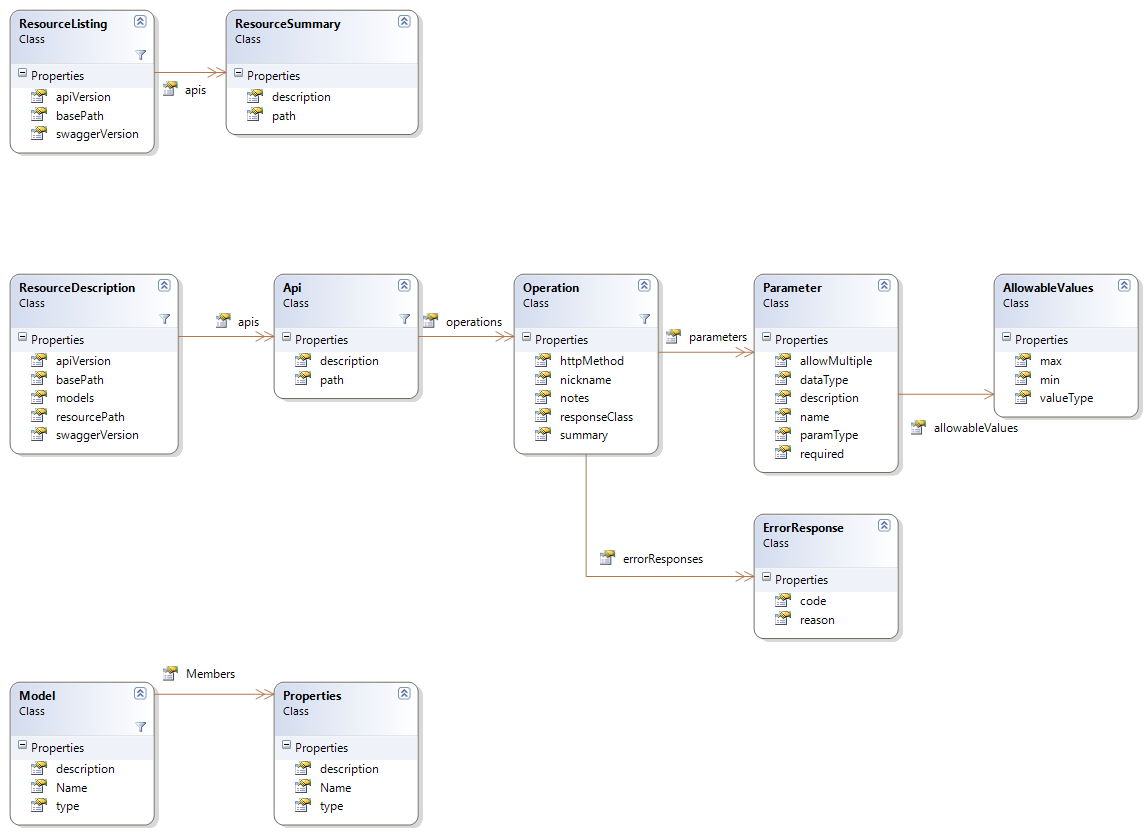 ResourceListing
Class
Properties
apiVersion
basePath
swaggerVersion
apis
ResourceSummary
Class
Properties
description
path
ResourceDescription
Class
Properties
apiVersion
basePath
models
resourcePath
swaggerVersion
apis
Api
Class
Properties
description
path
operations
Operation
Class
Properties
httpMethod
nickname
notes
responseClass
summary
parameters
Parameter
Class
Properties
allowMultiple
dataType
description
name
paramType
required
allowableValues
AllowableValues
Class
Properties
max
min
valueType
errorResponses
ErrorResponse
Class
Properties
code
reason
Model
Class
Properties
description
Name
type
Members
Properties
Class
Properties
description
Name
type